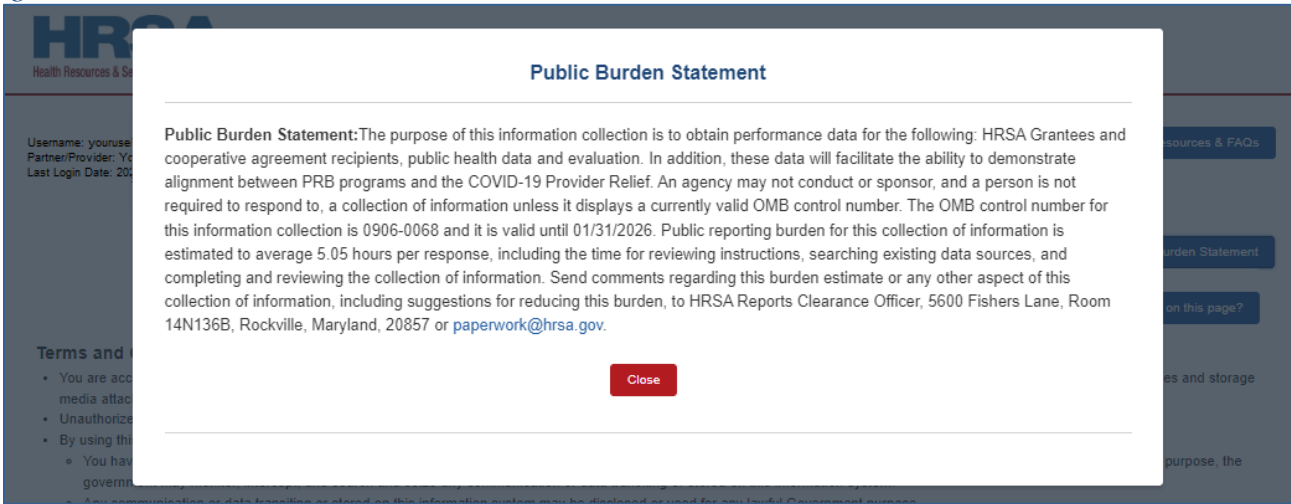 HRSA
Health Resources & Se
Public Burden Statement
Username: youruse
Partner/Provider: Yo
Last Login Date: 202
esources & FAQs
Public Burden Statement:The purpose of this information collection is to obtain performance data for the following: HRSA Grantees and
cooperative agreement recipients, public health data and evaluation. In addition, these data will facilitate the ability to demonstrate
alignment between PRB programs and the COVID-19 Provider Relief. An agency may not conduct or sponsor, and a person is not
required to respond to, a collection of information unless it displays a currently valid OMB control number. The OMB control number for
this information collection is 0906-0068 and it is valid until 01/31/2026. Public reporting burden for this collection of information is
estimated to average 5.05 hours per response, including the time for reviewing instructions, searching existing data sources, and
completing and reviewing the collection of information. Send comments regarding this burden estimate or any other aspect of this
collection of information, including suggestions for reducing this burden, to HRSA Reports Clearance Officer, 5600 Fishers Lane, Room
14N136B, Rockville, Maryland, 20857 or paperwork@hrsa.gov.
urden Statement
on this page?
Close
Terms and
• You are acc
es and storage
media attac
• Unauthorize
• By using thi
You hav
purpose, the
governm